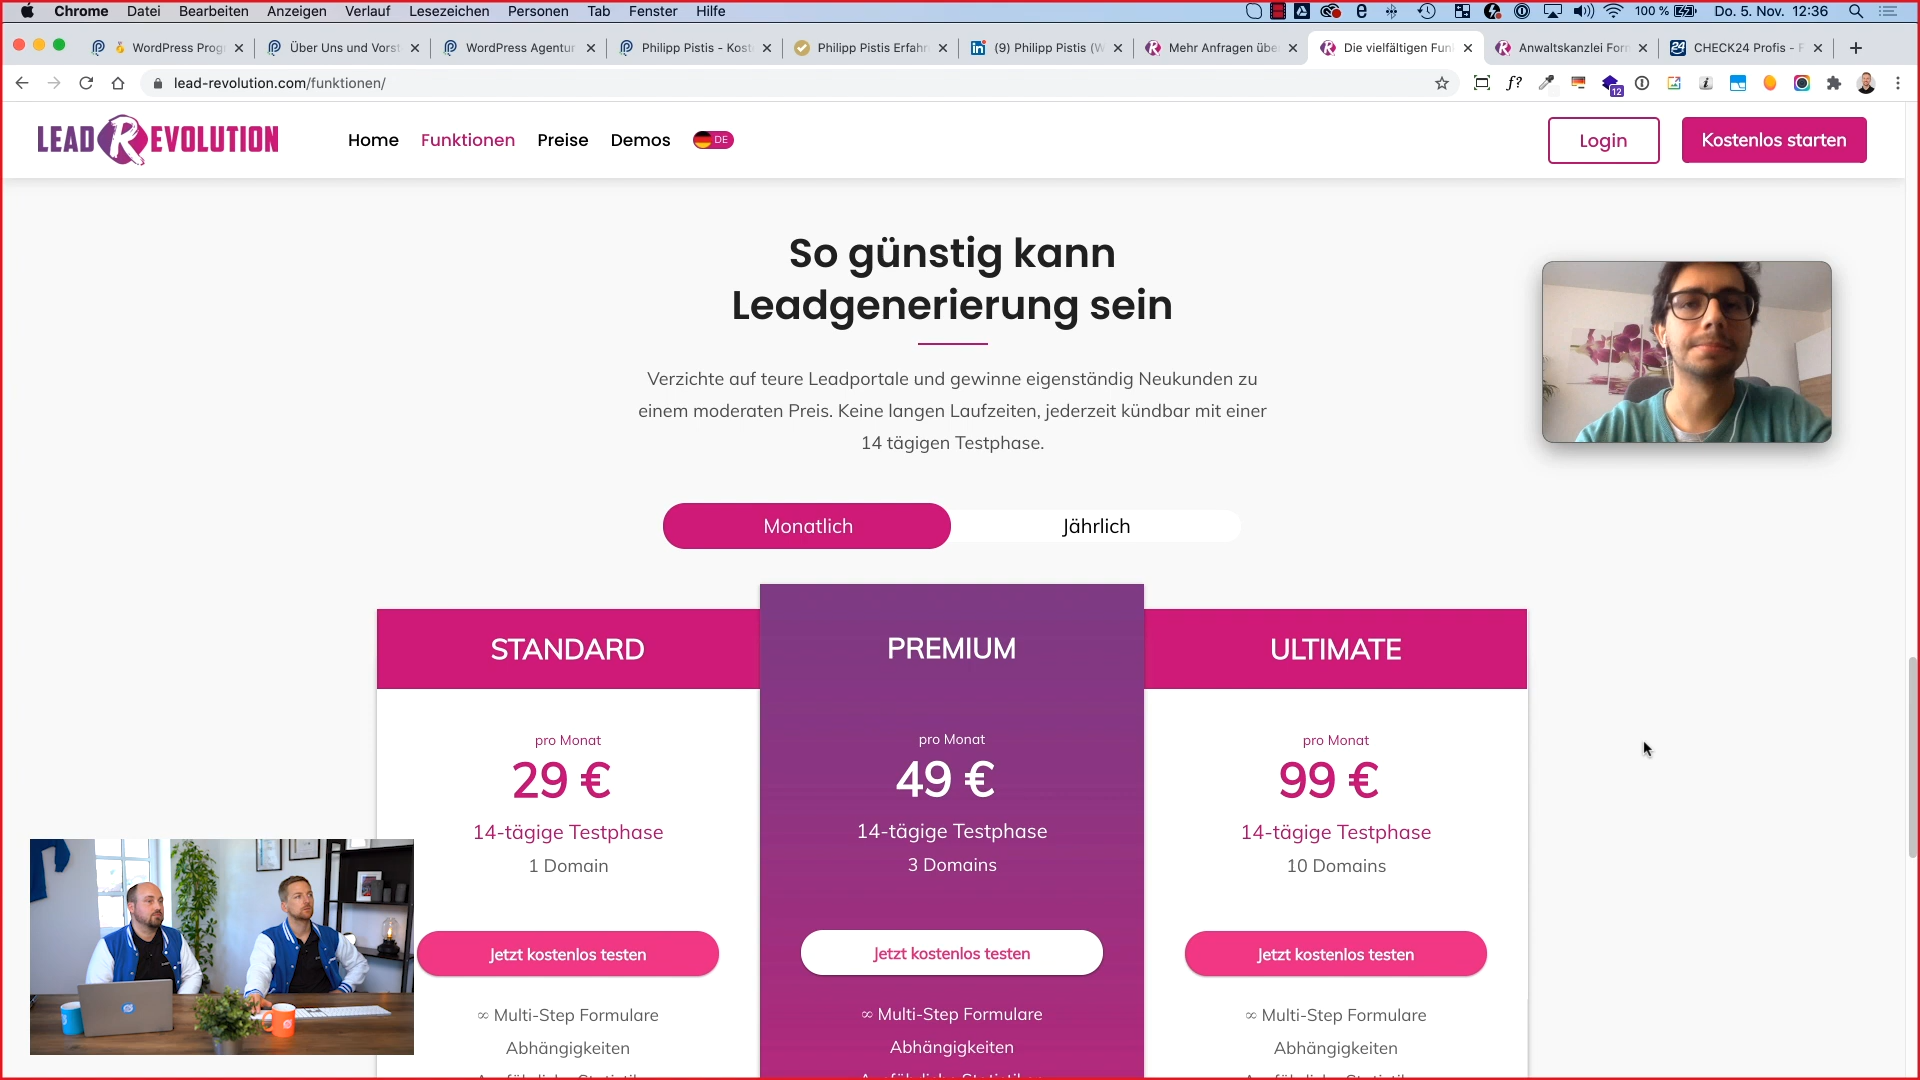 Chrome Datei Bearbeiten Anzeigen Verlauf Lesezeichen Personen Tab Fenster Hilfe 100 % Do. 5. Nov. 12:36
WordPress Prog Über Uns und Vorst WordPress Agentur Philipp Pistis - Kost Philipp Pistis Erfahr (9) Philipp Pistis (W Mehr Anfragen übe Die vielfältigen Fun Anwaltskanzlei For CHECK24 Profis - F
lead-revolution.com/funktionen/
12
LEADREVOLUTION Home Funktionen Preise Demos DE Login Kostenlos starten
So günstig kann
Leadgenerierung sein
Verzichte auf teure Leadportale und gewinne eigenständig Neukunden zu
einem moderaten Preis. Keine langen Laufzeiten, jederzeit kündbar mit einer
14 tägigen Testphase.
Monatlich Jährlich
STANDARD
pro Monat
29 €
14-tägige Testphase
1 Domain
Jetzt kostenlos testen
∞ Multi-Step Formulare
Abhängigkeiten
PREMIUM
pro Monat
49 €
14-tägige Testphase
3 Domains
Jetzt kostenlos testen
∞ Multi-Step Formulare
Abhängigkeiten
ULTIMATE
pro Monat
99 €
14-tägige Testphase
10 Domains
Jetzt kostenlos testen
∞ Multi-Step Formulare
Abhängigkeiten